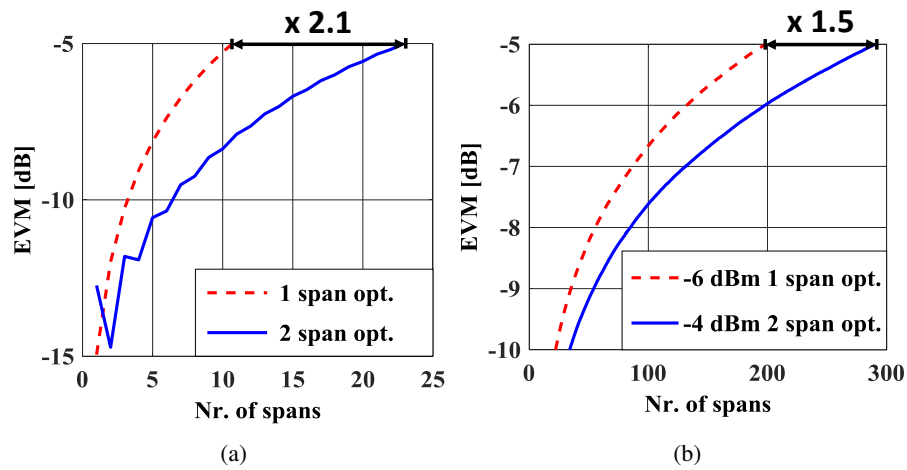 x 2.1
-5
-10
-15
EVM [dB]
1 span opt.
2 span opt.
0 5 10 15 20 25
Nr. of spans
(a)
x 1.5
-5
-6
-7
-8
-9
-10
EVM [dB]
-6 dBm 1 span opt.
-4 dBm 2 span opt.
0 100 200 300
Nr. of spans
(b)